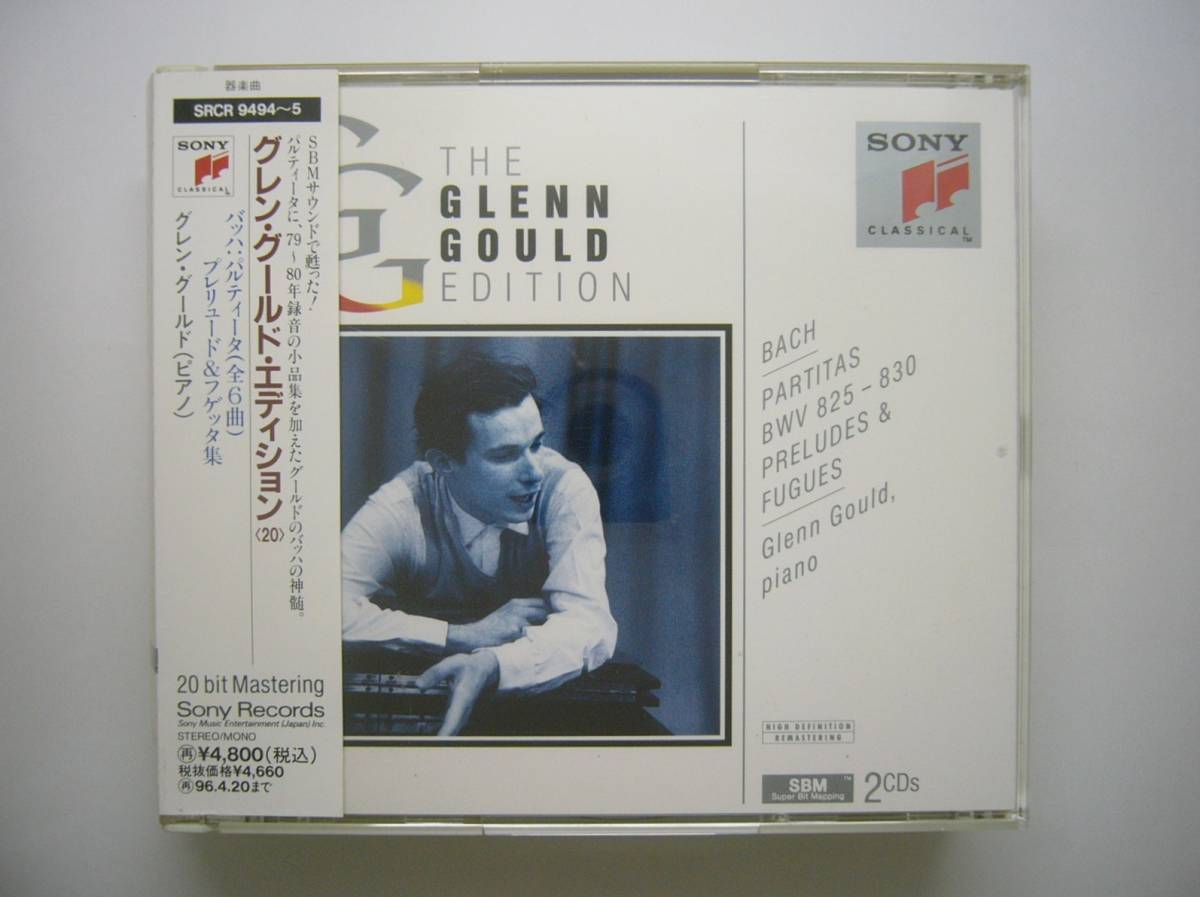 器楽曲
SRCR 9494～5
SONY
CLASSICAL
SBMサウンドで甦った!
パルティータに、79～80年録音の小品集を加えたグールドのバッハの神髄。
グレン・グールド・エディション〈20〉
バッハ:パルティータ(全6曲)
プレリュード&フゲッタ集
グレン・グールド(ピアノ)
20 bit Mastering
Sony Records
Sony Music Entertainment (Japan) Inc.
STEREO/MONO
再¥4,800(税込)
税抜価格¥4,660
再96.4.20まで
THE
GLENN
GOULD
EDITION
SONY
CLASSICAL™
BACH
PARTITAS
BWV 825 – 830
PRELUDES &
FUGUES
Glenn Gould,
piano
HIGH DEFINITION
REMASTERING
SBM™
Super Bit Mapping
2CDs